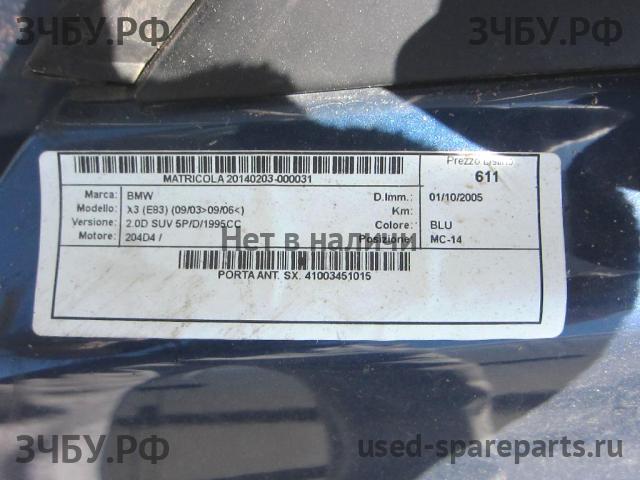 ЗЧБУ.РФ
ЗЧБУ.РФ
MATRICOLA 20140203-000031
Prezzo Listino
611
Marca: BMW
D.Imm.: 01/10/2005
Modello: X3 (E83) (09/03>09/06<)
Km:
Versione: 2.0D SUV 5P/D/1995CC
Colore: BLU
Motore: 204D4 /
Posizione: MC-14
Нет в наличи
PORTA ANT. SX. 41003451015
ЗЧБУ.РФ
used-spareparts.ru